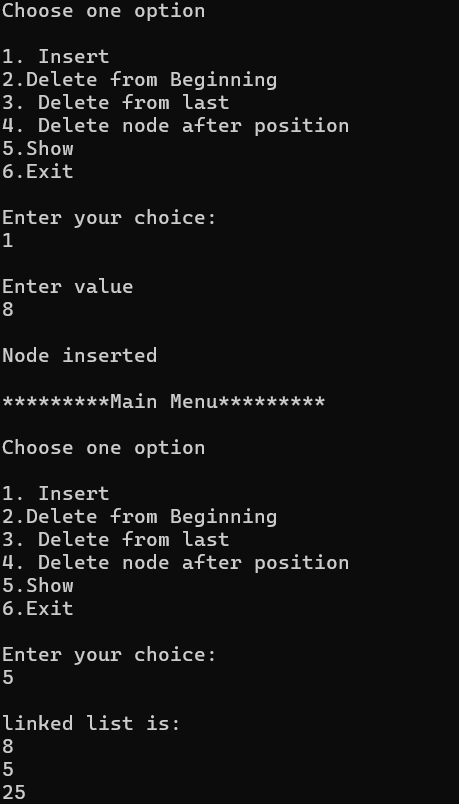 Choose one option
1. Insert
2.Delete from Beginning
3. Delete from last
4. Delete node after position
5.Show
6.Exit
Enter your choice:
1
Enter value
8
Node inserted
*********Main Menu*********
Choose one option
1. Insert
2.Delete from Beginning
3. Delete from last
4. Delete node after position
5.Show
6.Exit
Enter your choice:
5
linked list is:
8
5
25